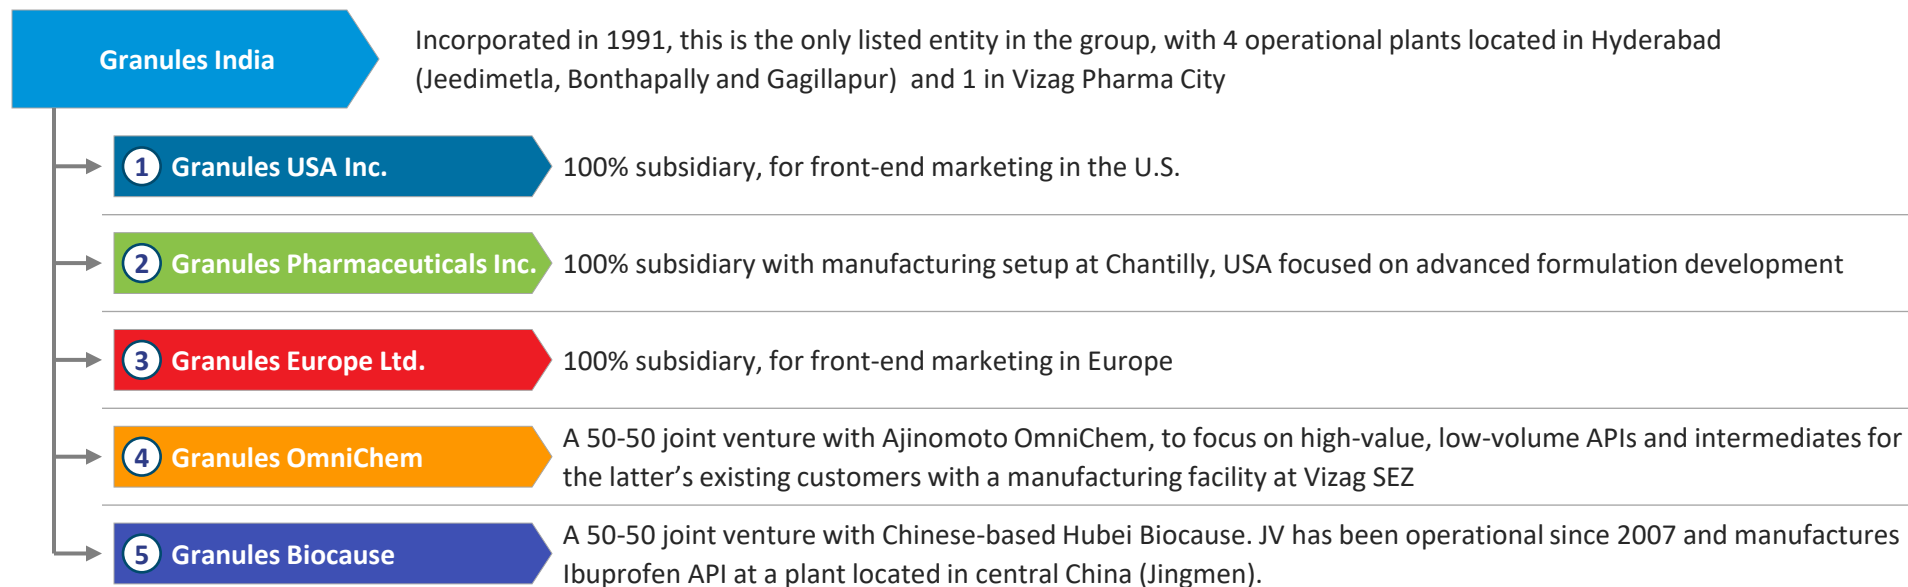 Granules India
Incorporated in 1991, this is the only listed entity in the group, with 4 operational plants located in Hyderabad
(Jeedimetla, Bonthapally and Gagillapur) and 1 in Vizag Pharma City
1 Granules USA Inc.
100% subsidiary, for front-end marketing in the U.S.
2 Granules Pharmaceuticals Inc.
100% subsidiary with manufacturing setup at Chantilly, USA focused on advanced formulation development
3 Granules Europe Ltd.
100% subsidiary, for front-end marketing in Europe
4 Granules OmniChem
A 50-50 joint venture with Ajinomoto OmniChem, to focus on high-value, low-volume APIs and intermediates for
the latter’s existing customers with a manufacturing facility at Vizag SEZ
5 Granules Biocause
A 50-50 joint venture with Chinese-based Hubei Biocause. JV has been operational since 2007 and manufactures
Ibuprofen API at a plant located in central China (Jingmen).